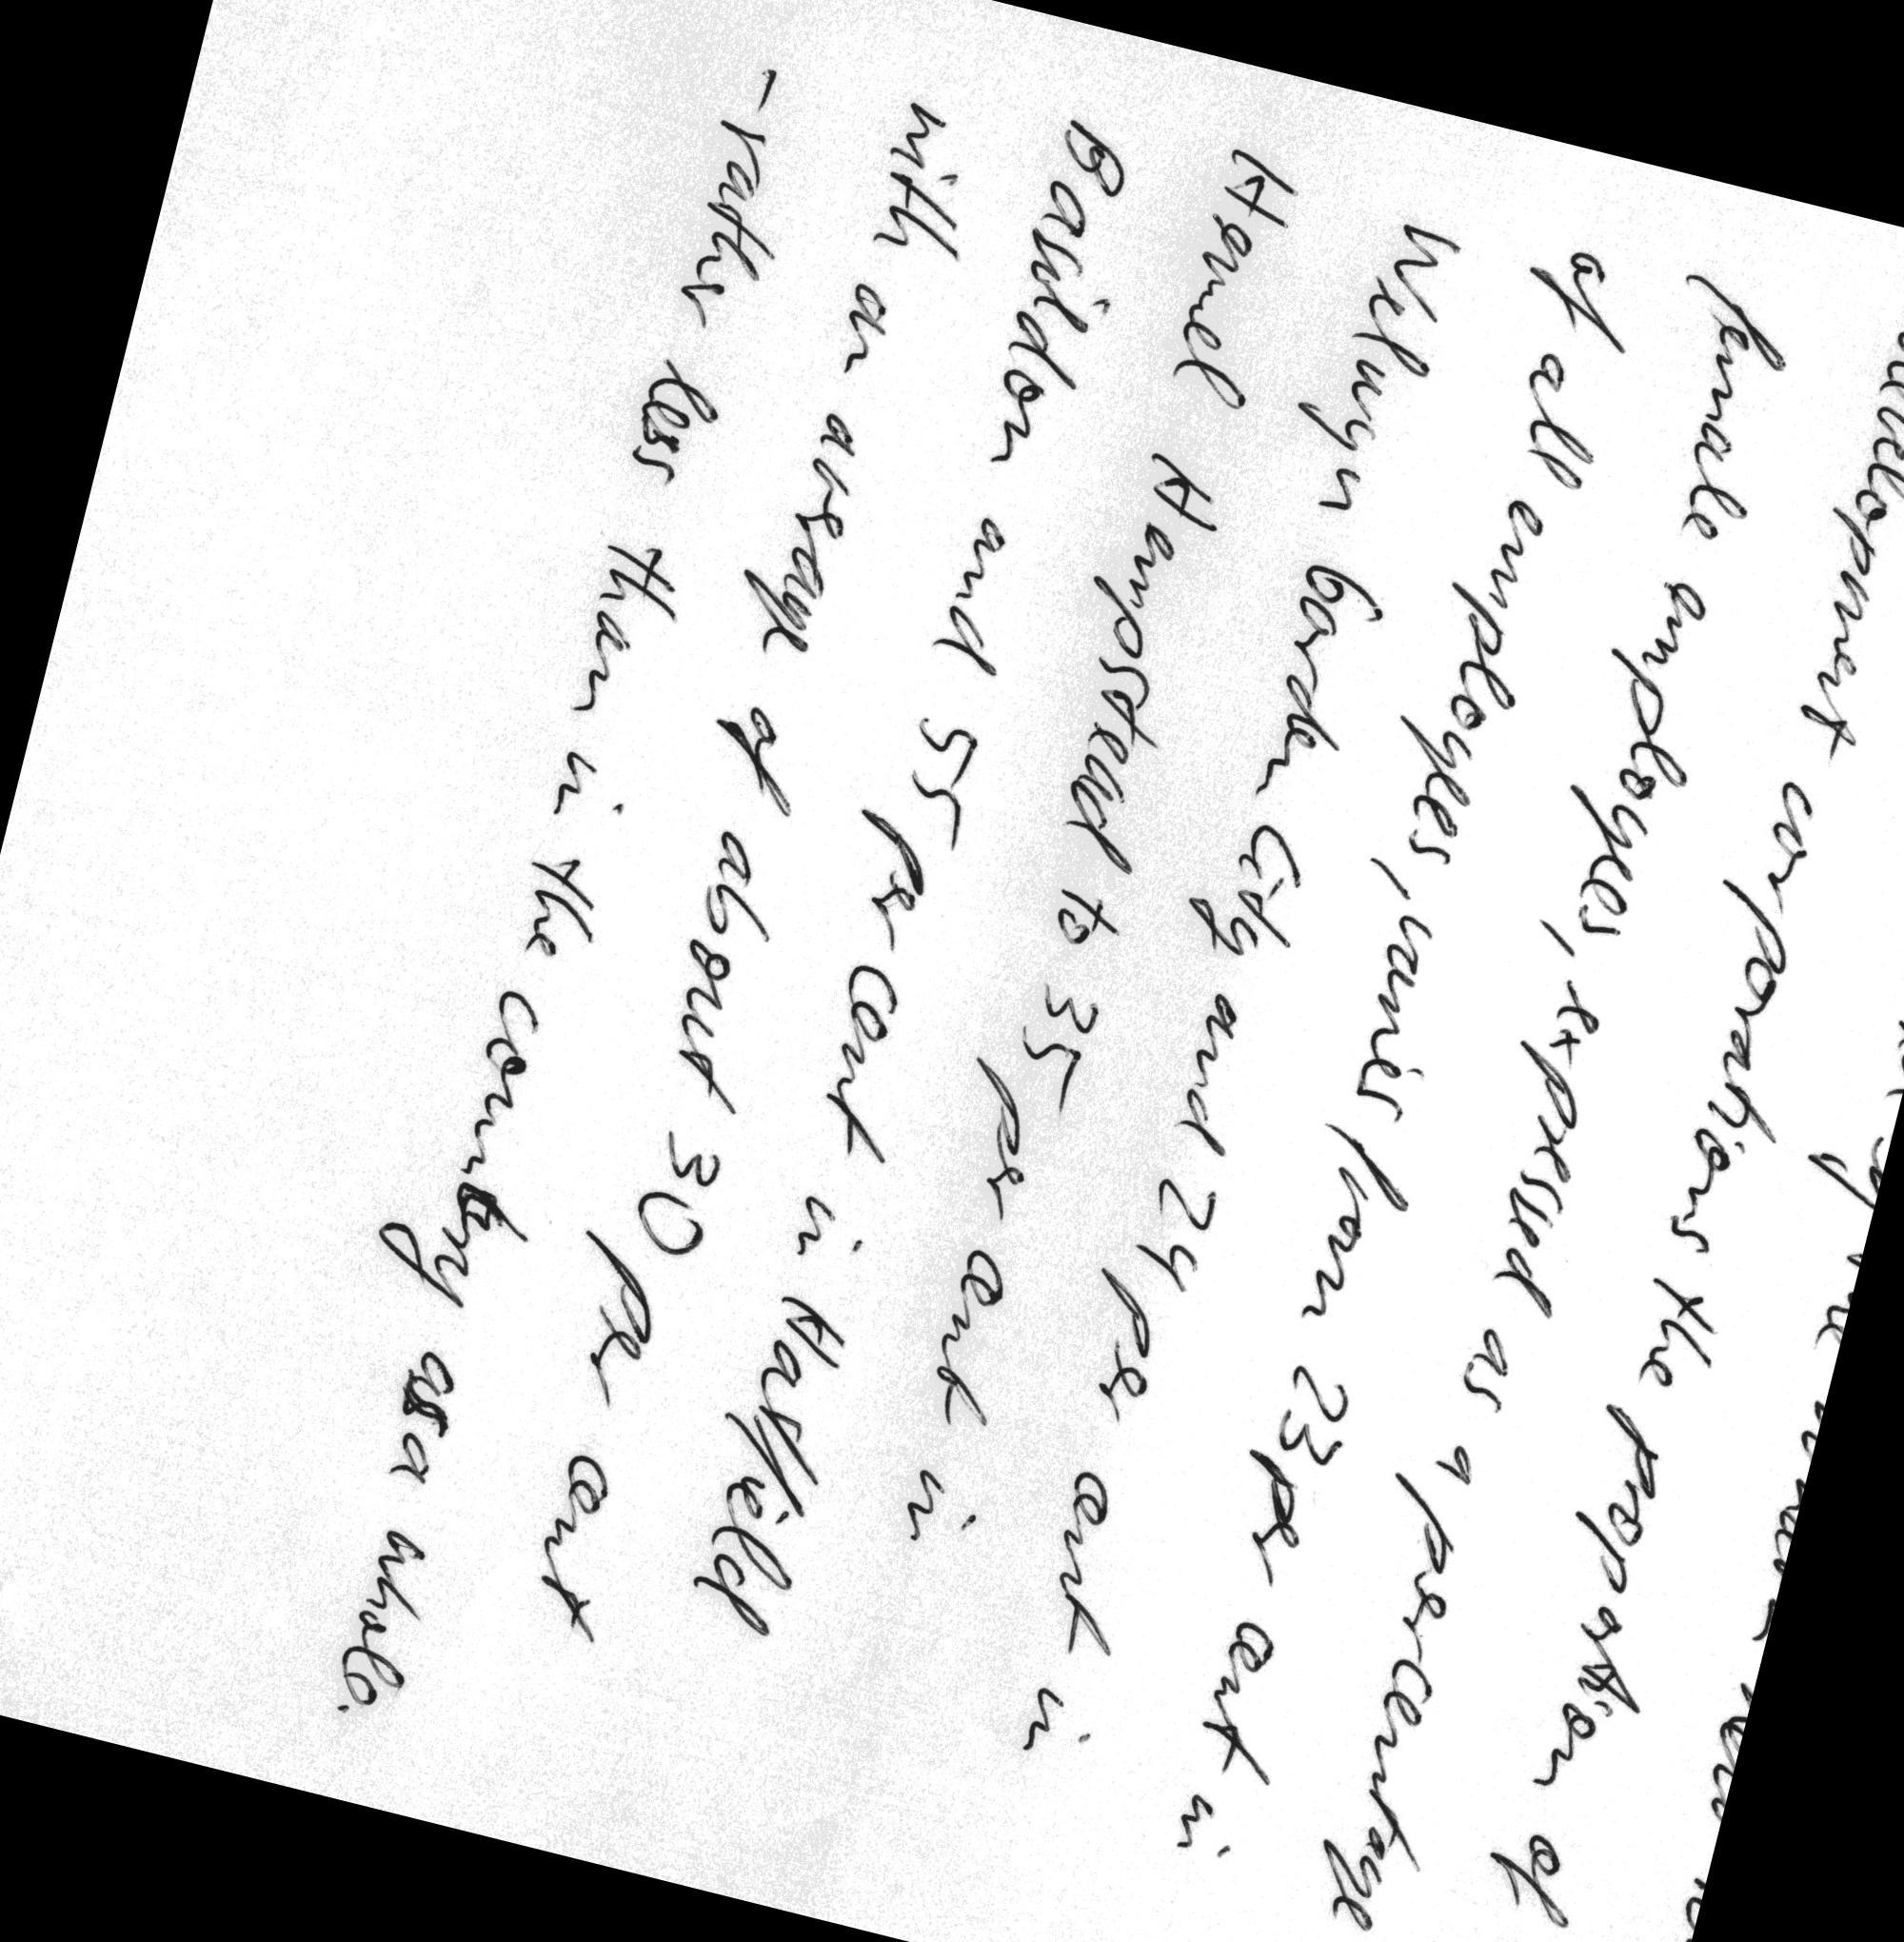 development corporations the proportion of
female employees, expressed as a percentage
of all employees, varies from 23 per cent in
Welwyn Garden City and 24 per cent in
Hemel Hempstead to 35 per cent in
Basildon and 55 per cent in Hatfield
with an average of about 30 per cent
- rather less than in the country as a whole.